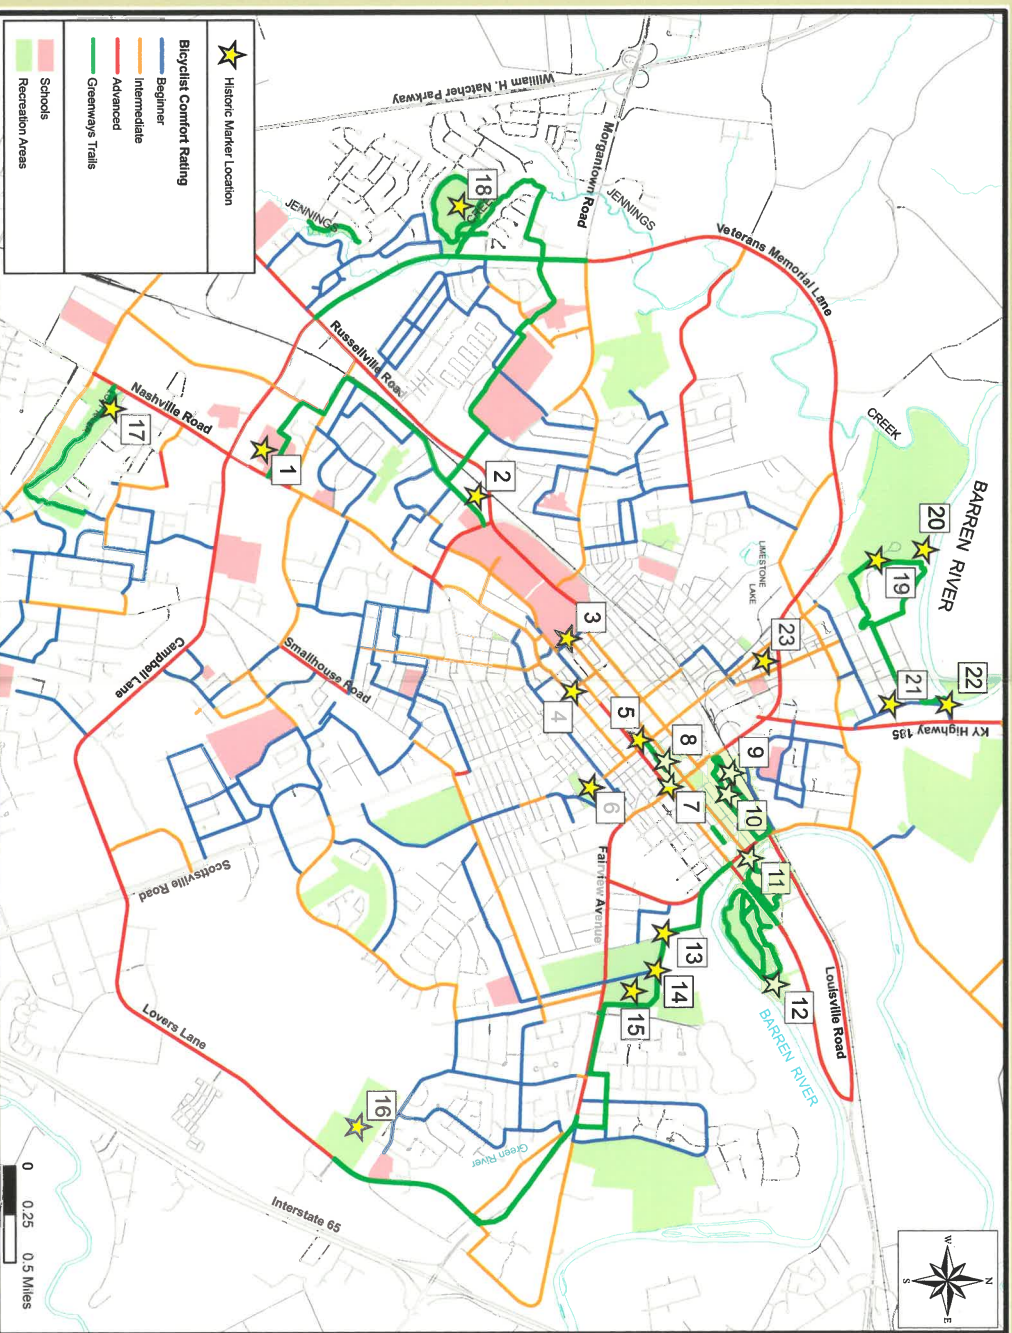 Historic Marker Location
Bicyclist Comfort Rating
Beginner
Intermediate
Advanced
Greenways Trails
Schools
Recreation Areas
William H. Natcher Parkway
Morgantown Road
JENNINGS
CREEK
JENNINGS
Veterans Memorial Lane
Russellville Road
Nashville Road
Campbell Lane
Smallhouse Road
Scottsville Road
Lovers Lane
Interstate 65
Fairview Avenue
Louisville Road
KY Highway 185
BARREN RIVER
BARREN RIVER
Green River
LIMESTONE
LAKE
1
2
3
4
5
6
7
8
9
10
11
12
13
14
15
16
17
18
19
20
21
22
23
N
E
S
W
0 0.25 0.5 Miles